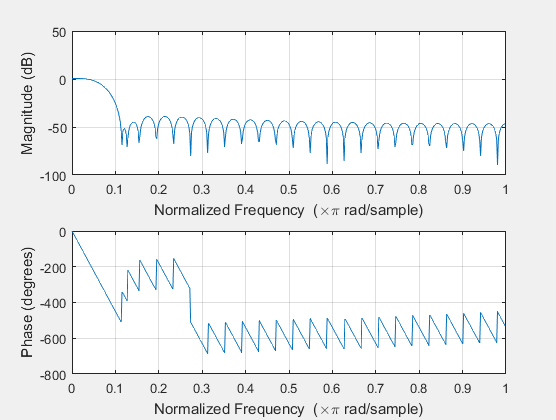 50
0
-50
-100
Magnitude (dB)
0 0.1 0.2 0.3 0.4 0.5 0.6 0.7 0.8 0.9 1
Normalized Frequency (×π rad/sample)
0
-200
-400
-600
-800
Phase (degrees)
0 0.1 0.2 0.3 0.4 0.5 0.6 0.7 0.8 0.9 1
Normalized Frequency (×π rad/sample)